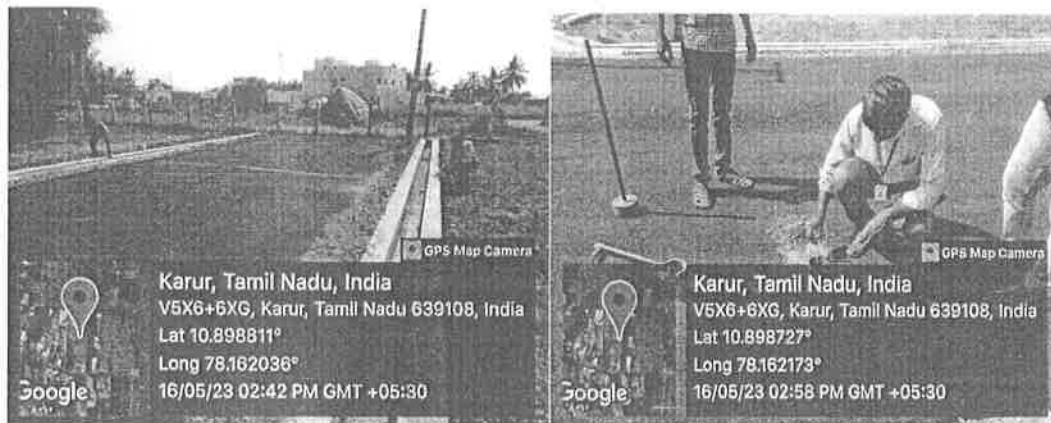 GPS Map Camera
Karur, Tamil Nadu, India
V5X6+6XG, Karur, Tamil Nadu 639108, India
Lat 10.898811°
Long 78.162036°
Google
16/05/23 02:42 PM GMT +05:30
GPS Map Camera
Karur, Tamil Nadu, India
V5X6+6XG, Karur, Tamil Nadu 639108, India
Lat 10.898727°
Long 78.162173°
Google
16/05/23 02:58 PM GMT +05:30